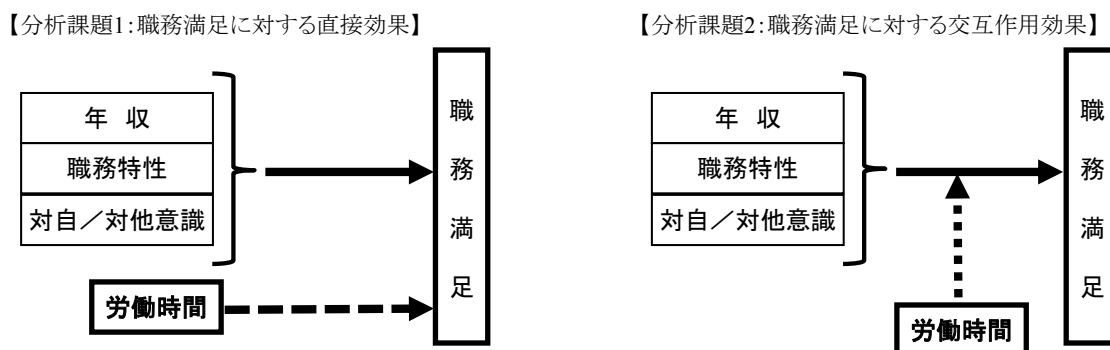 【分析課題1:職務満足に対する直接効果】
年 収
職務特性
対自／対他意識
労働時間
職務満足
【分析課題2:職務満足に対する交互作用効果】
年 収
職務特性
対自／対他意識
労働時間
職務満足